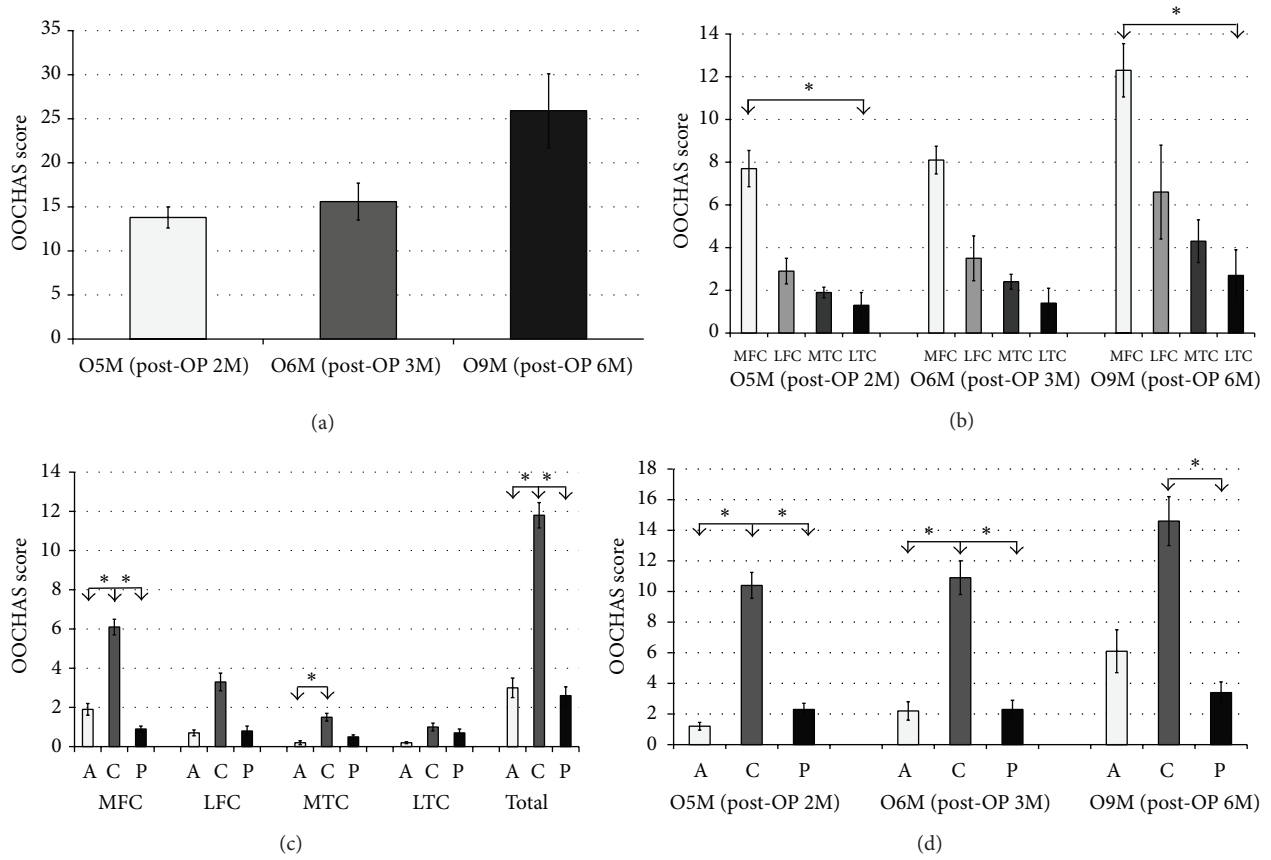 35
30
25
20
15
10
5
0
OOCHAS score
O5M (post-OP 2M) O6M (post-OP 3M) O9M (post-OP 6M)
(a)
14
12
10
8
6
4
2
0
OOCHAS score
* *
MFC LFC MTC LTC MFC LFC MTC LTC MFC LFC MTC LTC
O5M (post-OP 2M) O6M (post-OP 3M) O9M (post-OP 6M)
(b)
14
12
10
8
6
4
2
0
OOCHAS score
* * * * *
A C P A C P A C P A C P A C P
MFC LFC MTC LTC Total
(c)
18
16
14
12
10
8
6
4
2
0
OOCHAS score
* * * * *
A C P A C P A C P
O5M (post-OP 2M) O6M (post-OP 3M) O9M (post-OP 6M)
(d)